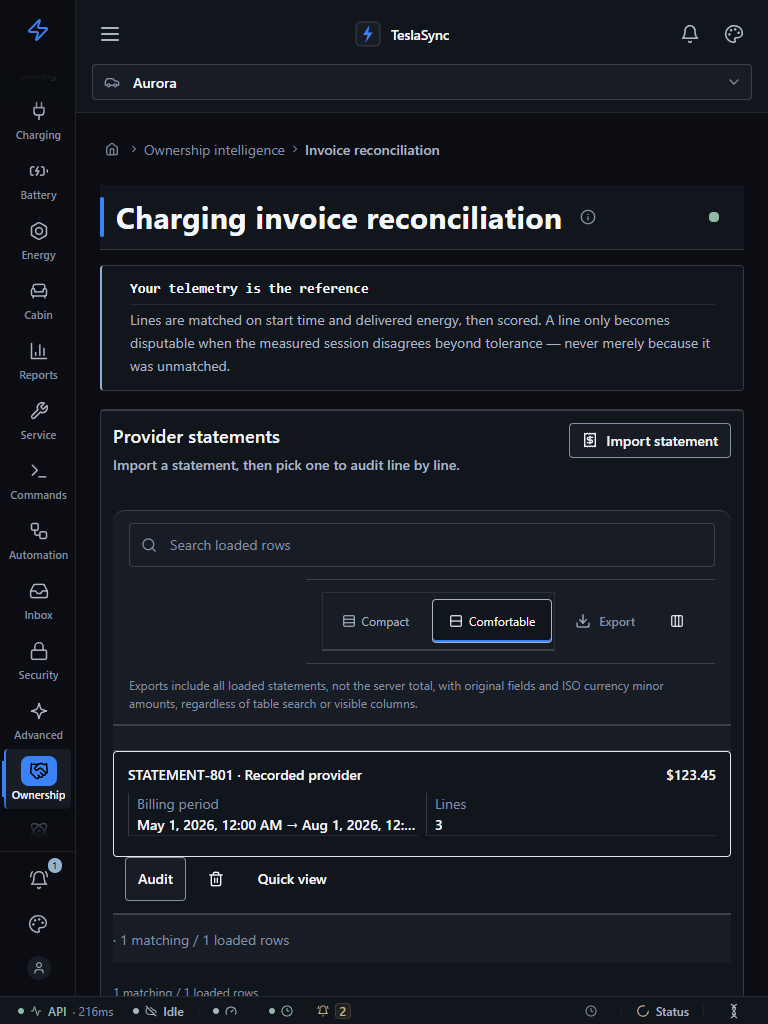 TeslaSync
Aurora
Driving
Charging
Battery
Energy
Cabin
Reports
Service
Commands
Automation
Inbox
Security
Advanced
Ownership
1
Ownership intelligence
Invoice reconciliation
Charging invoice reconciliation
Your telemetry is the reference
Lines are matched on start time and delivered energy, then scored. A line only becomes
disputable when the measured session disagrees beyond tolerance — never merely because it
was unmatched.
Provider statements
Import statement
Import a statement, then pick one to audit line by line.
Search loaded rows
Compact
Comfortable
Export
Exports include all loaded statements, not the server total, with original fields and ISO currency minor
amounts, regardless of table search or visible columns.
STATEMENT-801 · Recorded provider
$123.45
Billing period
Lines
May 1, 2026, 12:00 AM → Aug 1, 2026, 12:...
3
Audit
Quick view
· 1 matching / 1 loaded rows
1 matching / 1 loaded rows
API · 216ms
Idle
2
Status